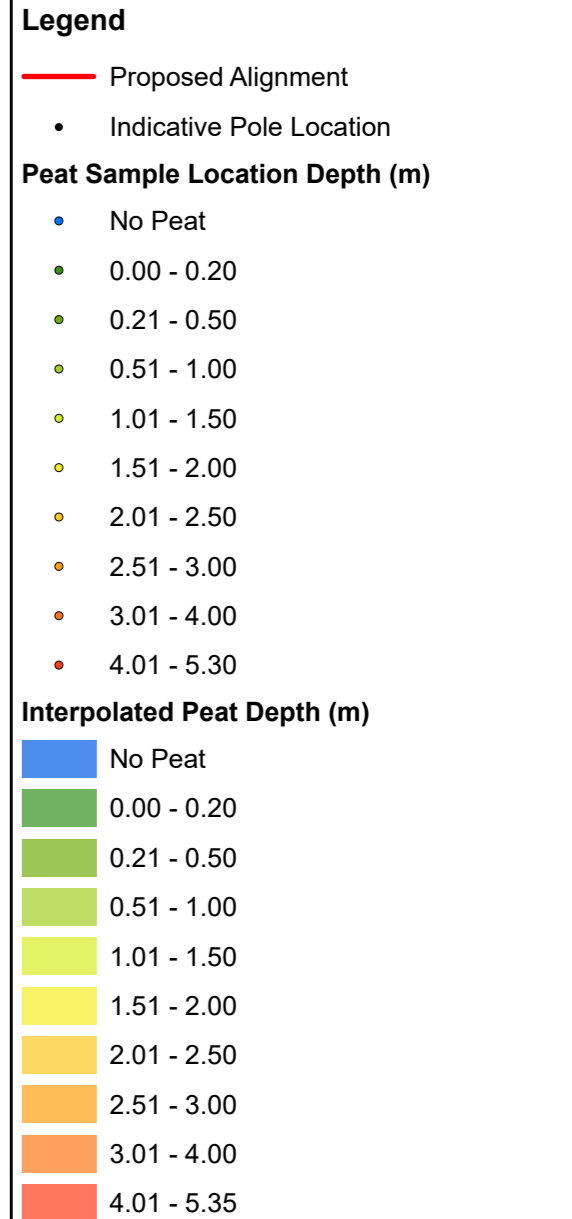 Legend
Proposed Alignment
Indicative Pole Location
Peat Sample Location Depth (m)
No Peat
0.00 - 0.20
0.21 - 0.50
0.51 - 1.00
1.01 - 1.50
1.51 - 2.00
2.01 - 2.50
2.51 - 3.00
3.01 - 4.00
4.01 - 5.30
Interpolated Peat Depth (m)
No Peat
0.00 - 0.20
0.21 - 0.50
0.51 - 1.00
1.01 - 1.50
1.51 - 2.00
2.01 - 2.50
2.51 - 3.00
3.01 - 4.00
4.01 - 5.35